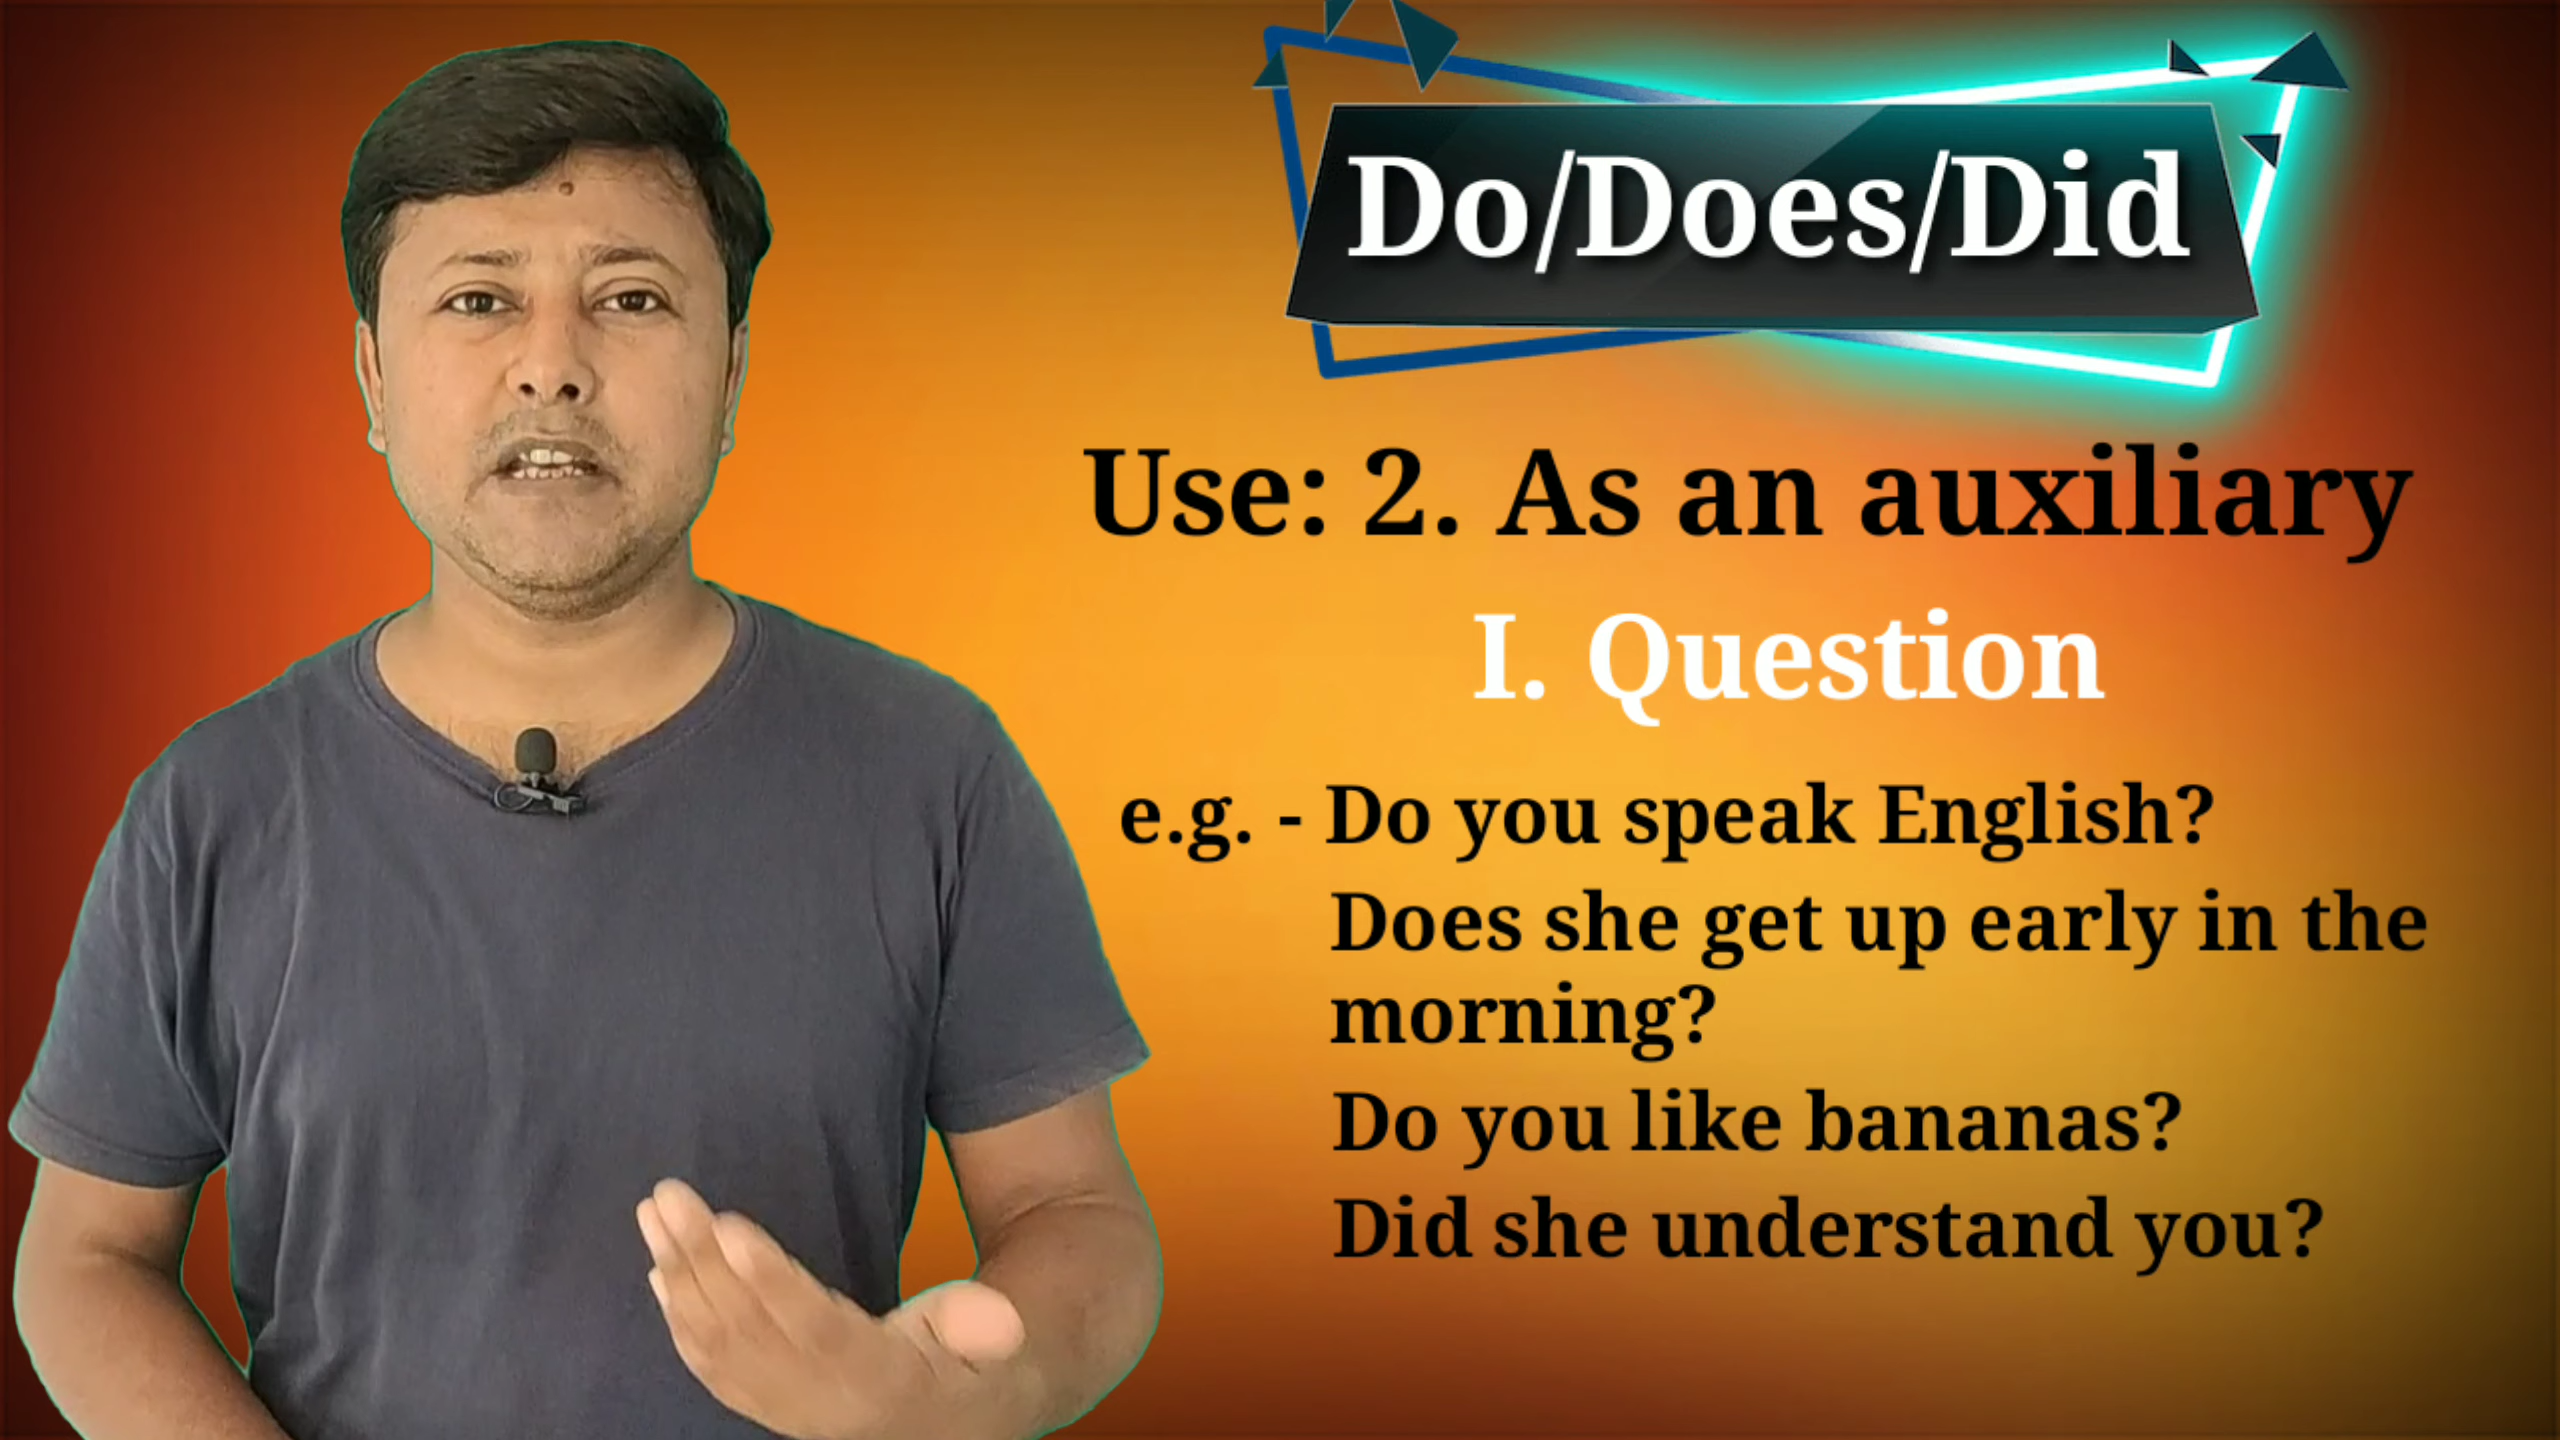 Do/Does/Did
Use: 2. As an auxiliary
I. Question
e.g. - Do you speak English?
Does she get up early in the
morning?
Do you like bananas?
Did she understand you?